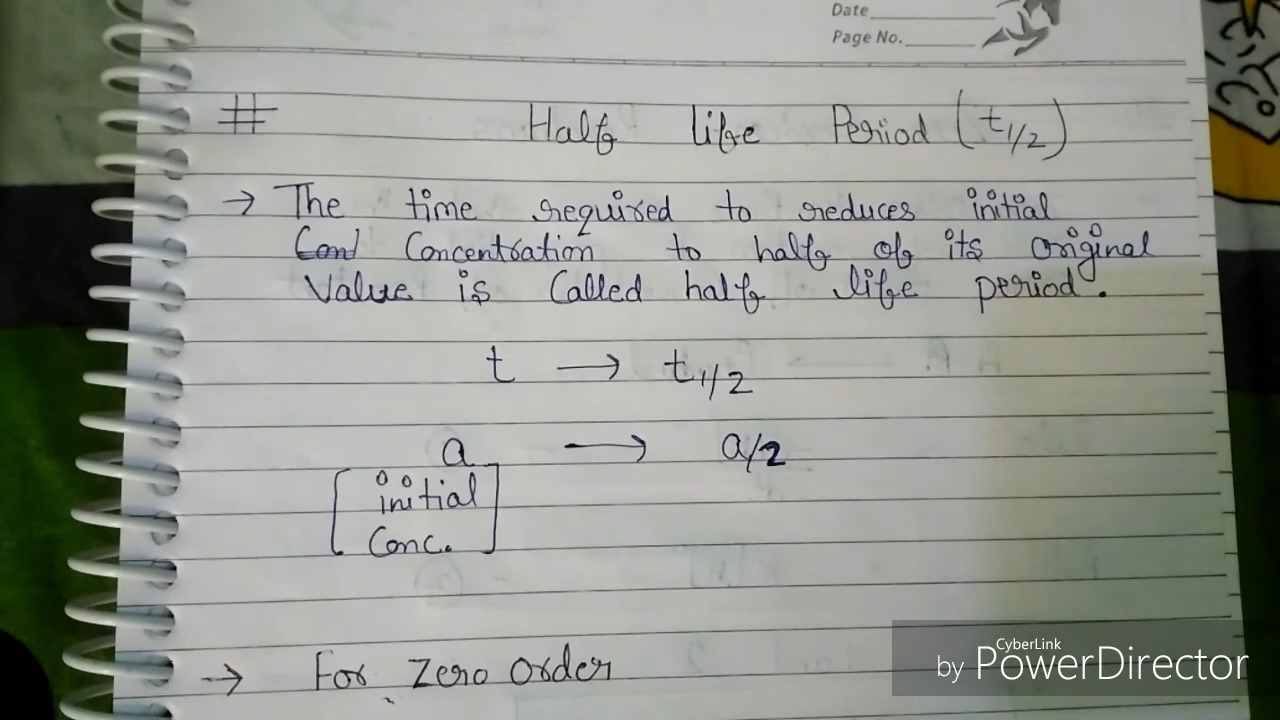 Date
Page No.
# Half life Period (t1/2)
→ The time required to reduces initial
Con Concentration to half of its original
Value is Called half life period.
t → t1/2
a → a/2
[initial
Conc.]
→ For Zero Order
CyberLink
by PowerDirector